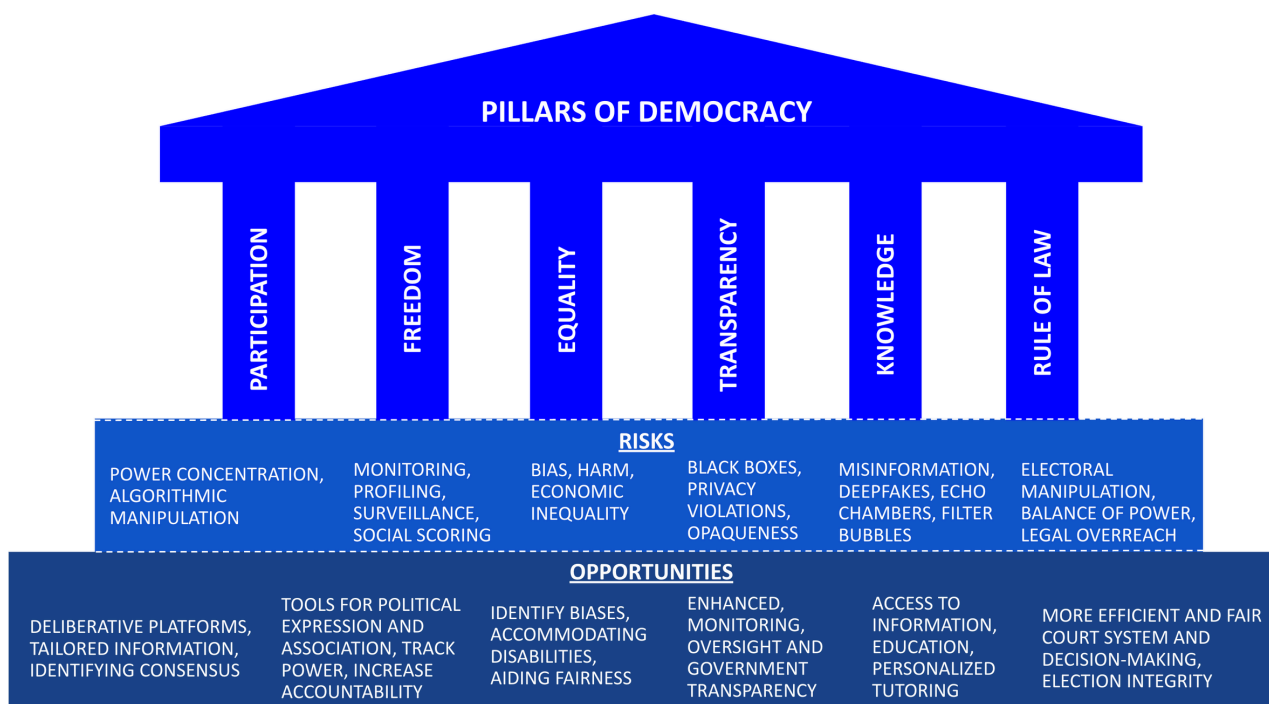 PILLARS OF DEMOCRACY
PARTICIPATION
FREEDOM
EQUALITY
TRANSPARENCY
KNOWLEDGE
RULE OF LAW
RISKS
POWER CONCENTRATION,
ALGORITHMIC
MANIPULATION
MONITORING,
PROFILING,
SURVEILLANCE,
SOCIAL SCORING
BIAS, HARM,
ECONOMIC
INEQUALITY
BLACK BOXES,
PRIVACY
VIOLATIONS,
OPAQUENESS
MISINFORMATION,
DEEPFAKES, ECHO
CHAMBERS, FILTER
BUBBLES
ELECTORAL
MANIPULATION,
BALANCE OF POWER,
LEGAL OVERREACH
OPPORTUNITIES
DELIBERATIVE PLATFORMS,
TAILORED INFORMATION,
IDENTIFYING CONSENSUS
TOOLS FOR POLITICAL
EXPRESSION AND
ASSOCIATION, TRACK
POWER, INCREASE
ACCOUNTABILITY
IDENTIFY BIASES,
ACCOMMODATING
DISABILITIES,
AIDING FAIRNESS
ENHANCED,
MONITORING,
OVERSIGHT AND
GOVERNMENT
TRANSPARENCY
ACCESS TO
INFORMATION,
EDUCATION,
PERSONALIZED
TUTORING
MORE EFFICIENT AND FAIR
COURT SYSTEM AND
DECISION-MAKING,
ELECTION INTEGRITY